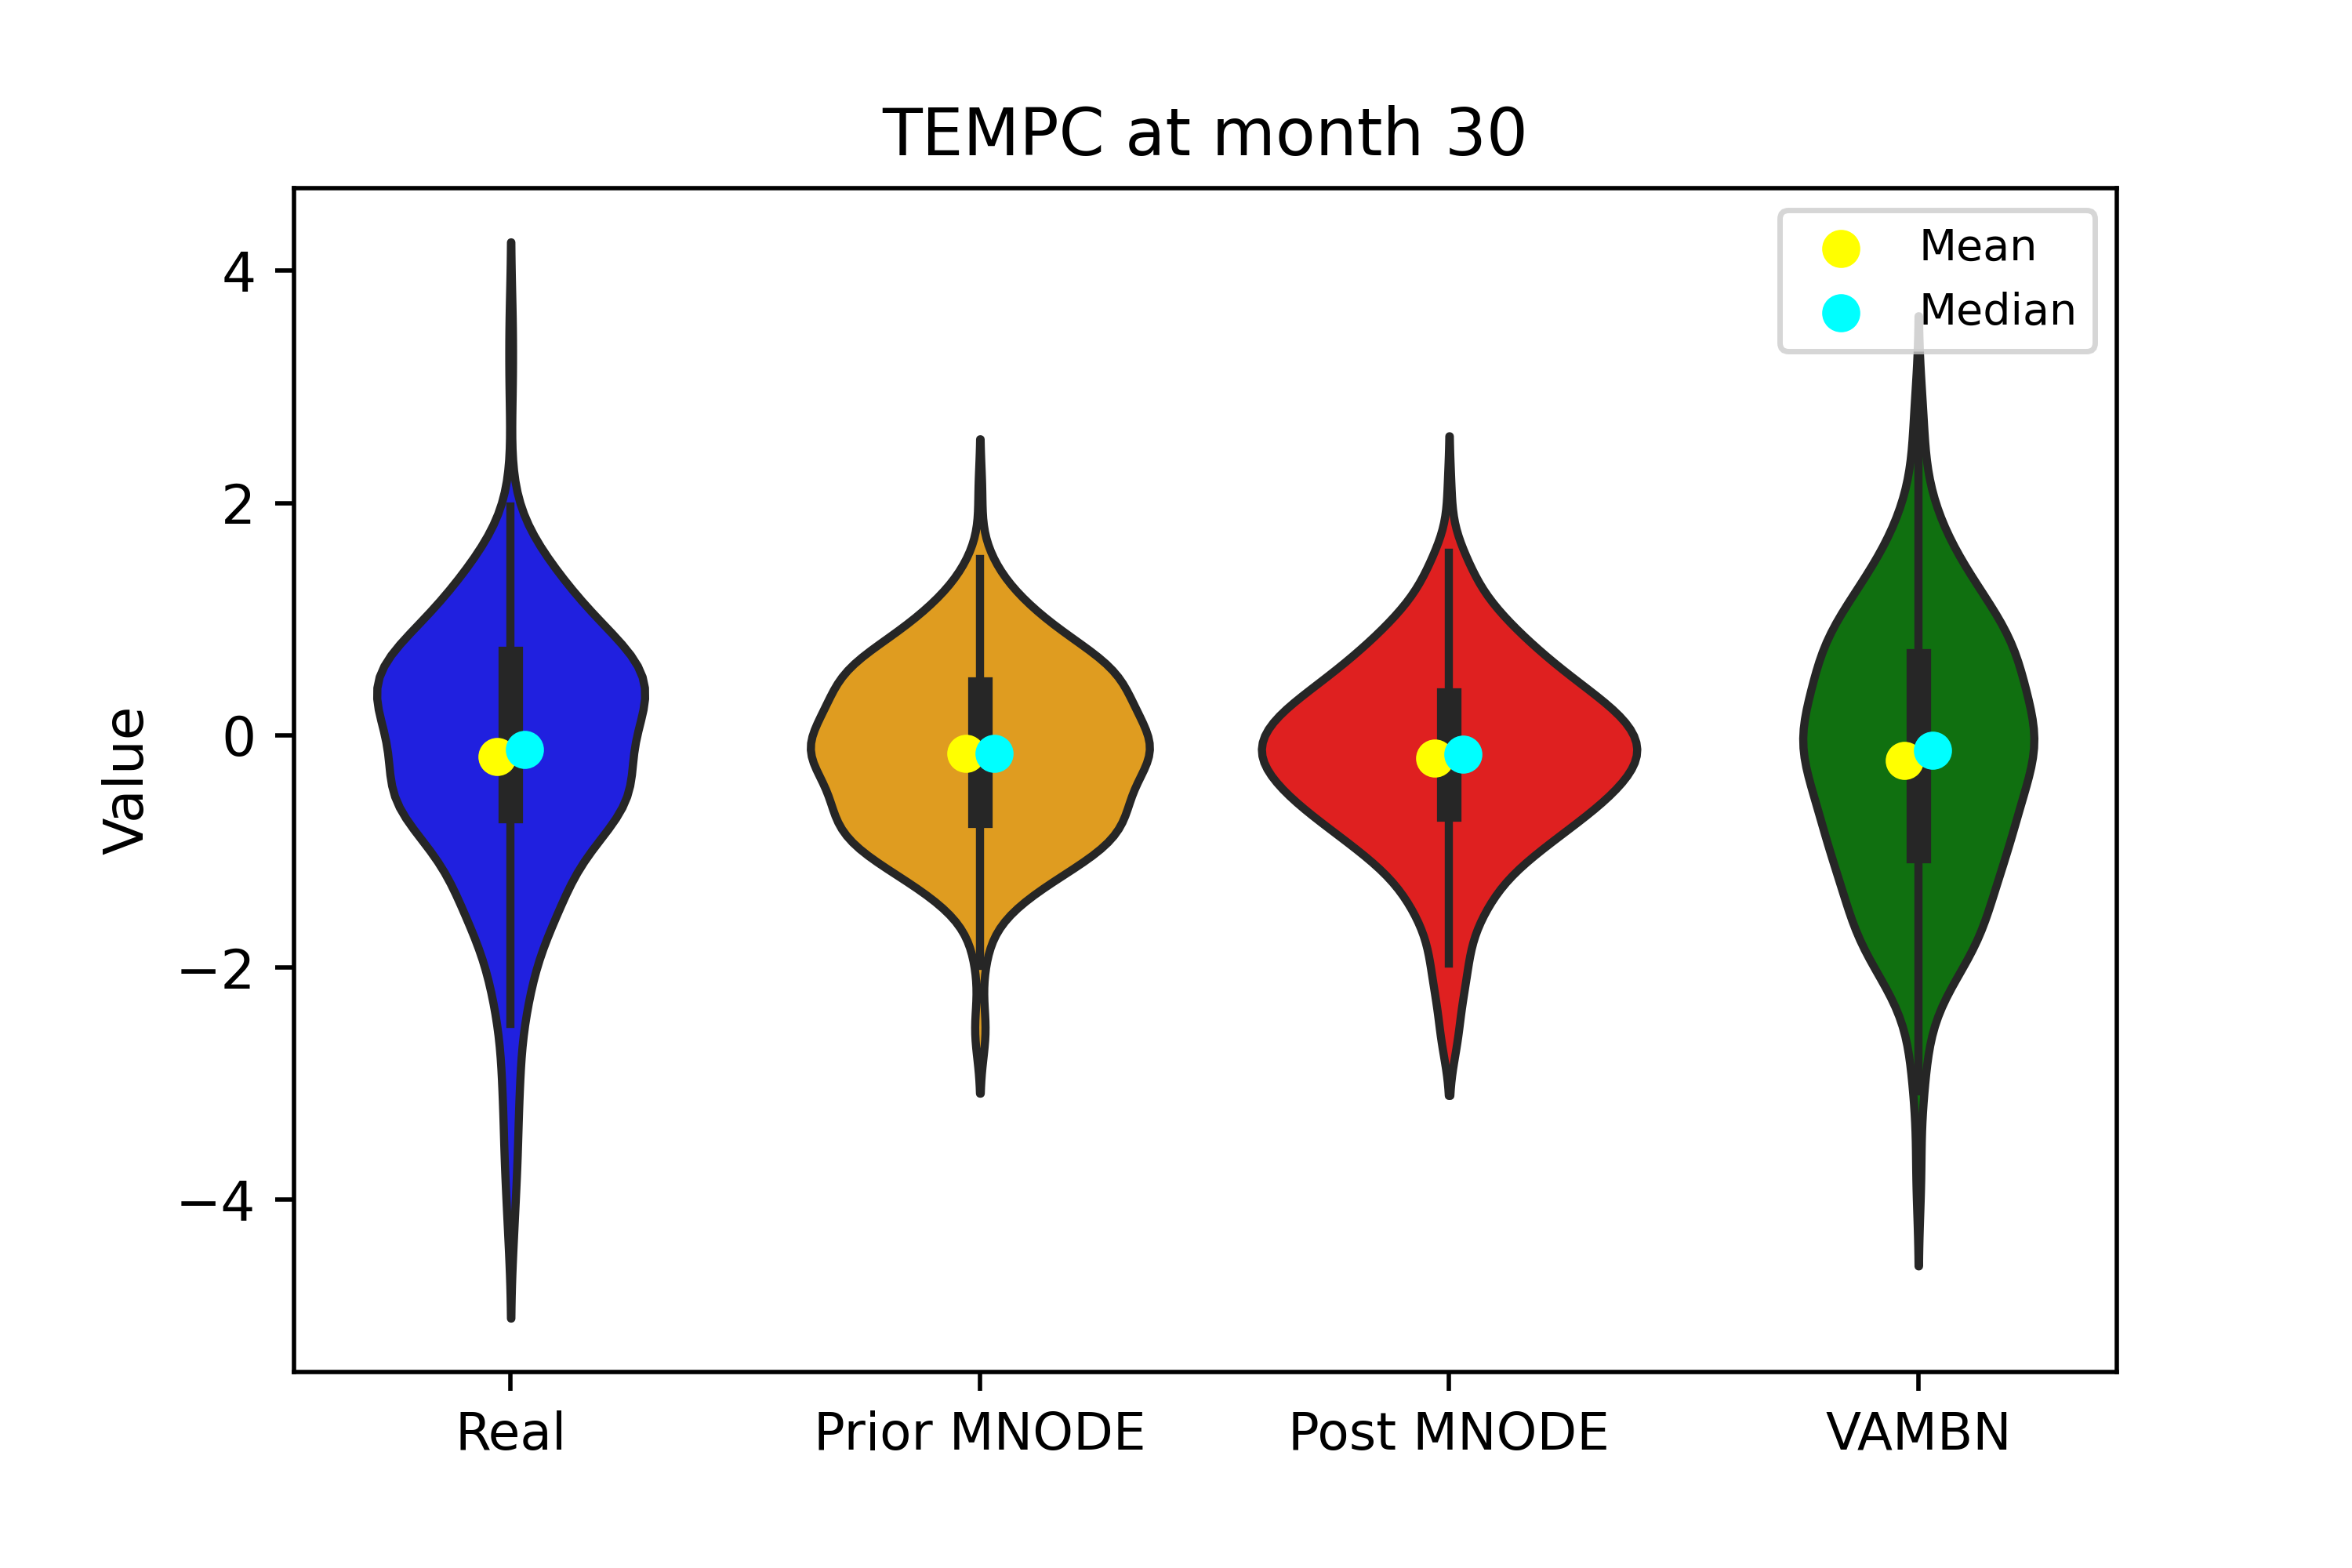 TEMPC at month 30
Mean
Median
4
2
0
−2
−4
Value
Real
Prior MNODE
Post MNODE
VAMBN